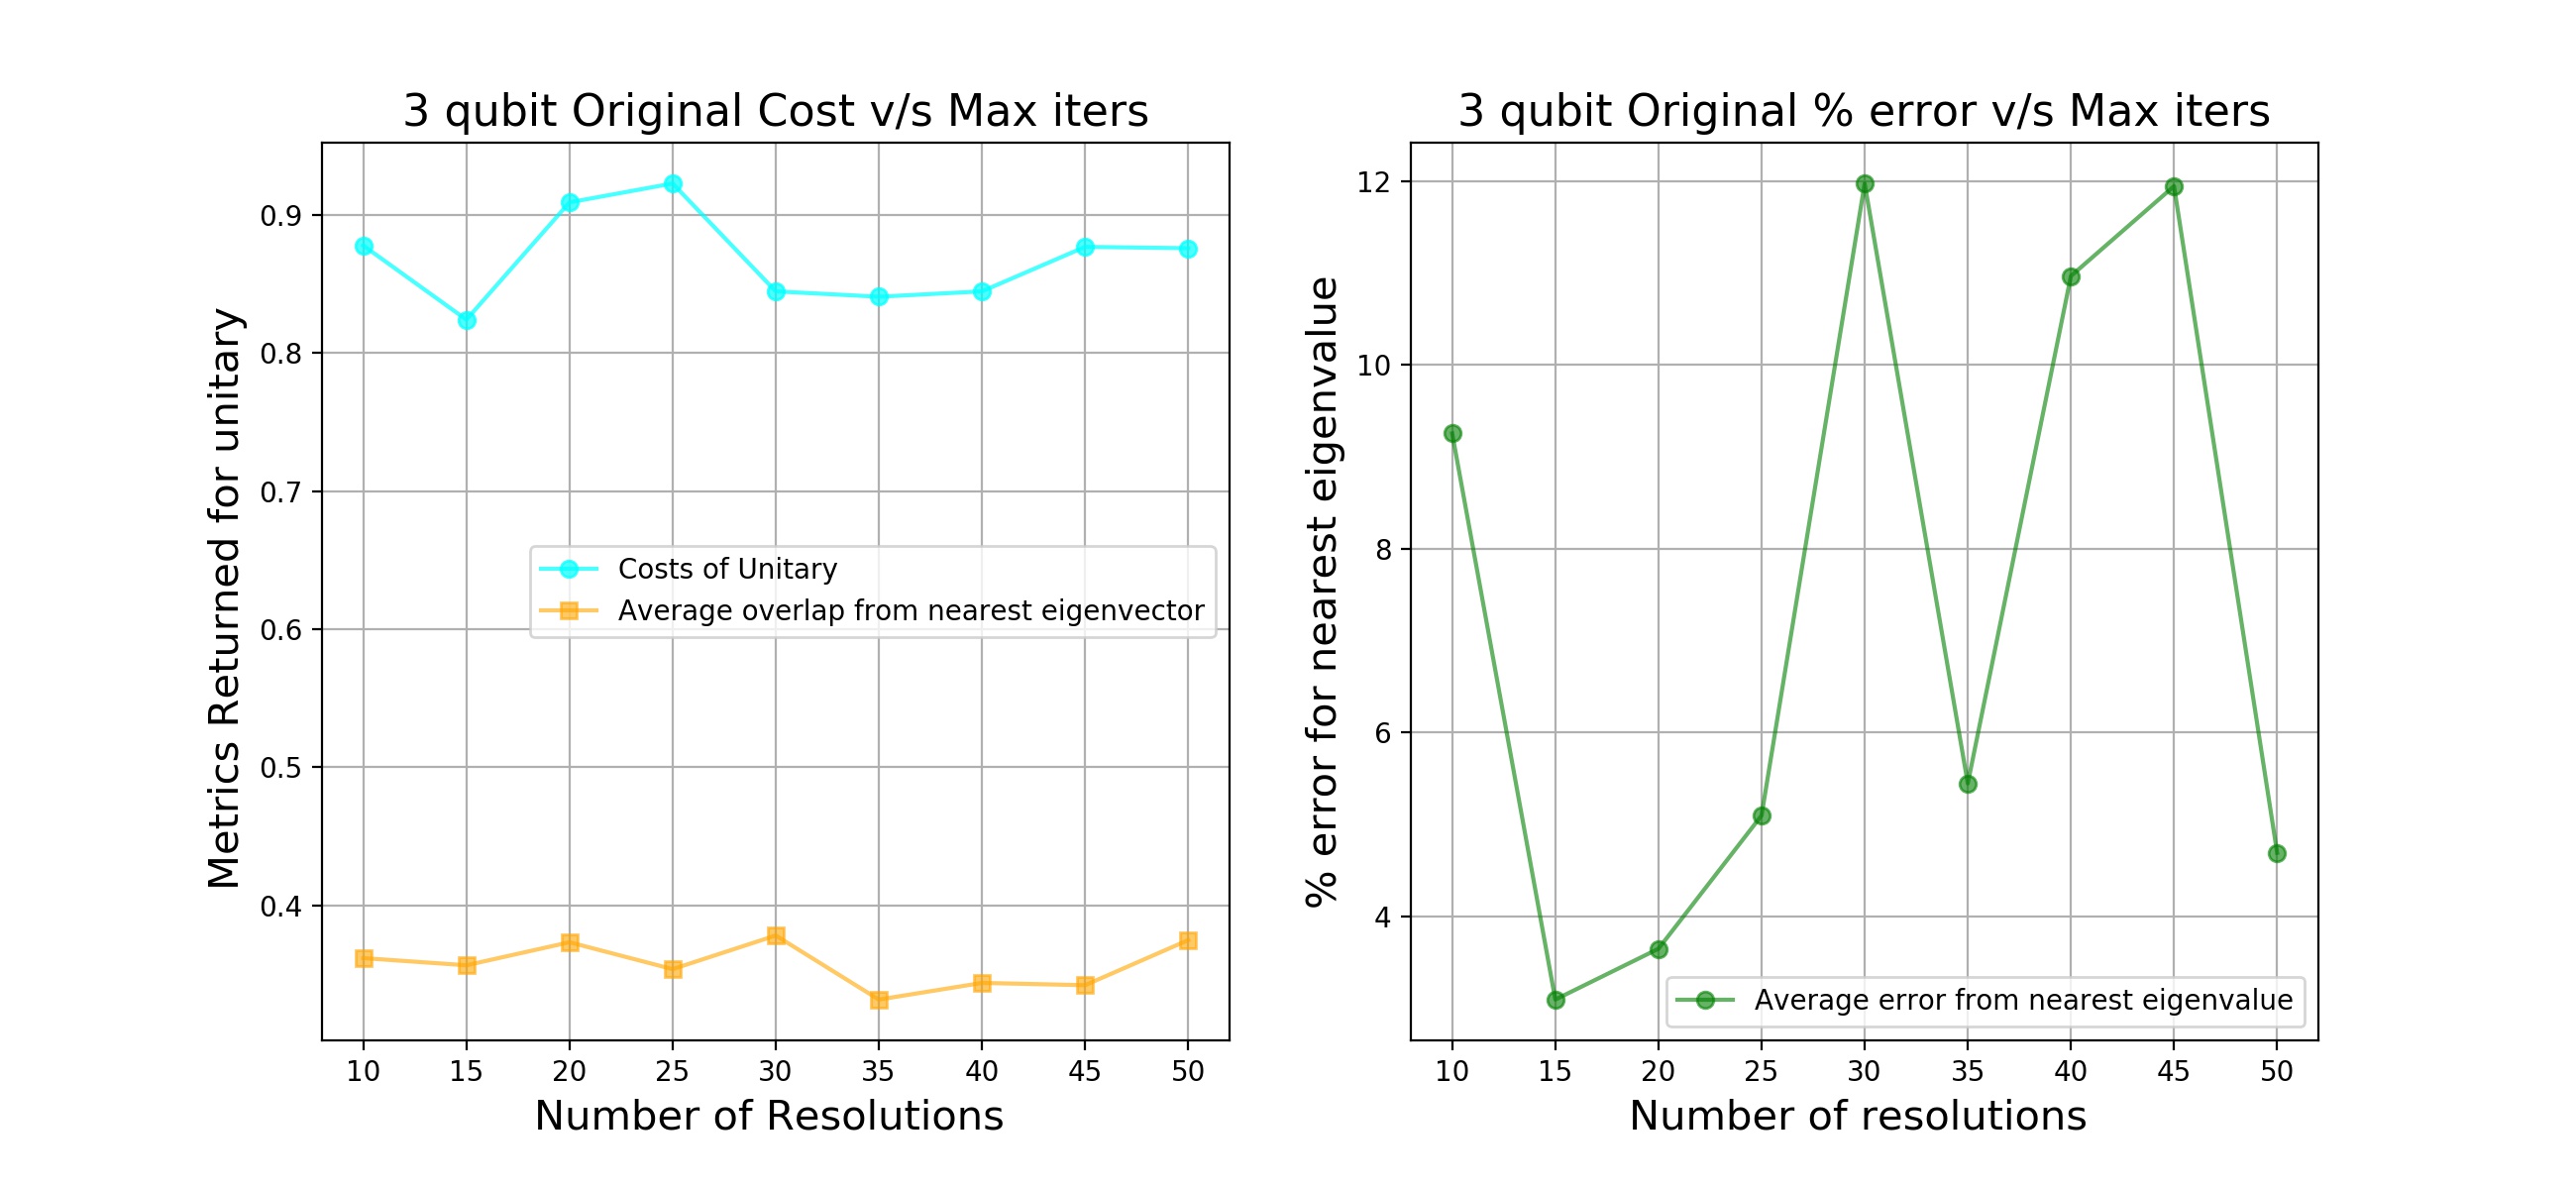 3 qubit Original Cost v/s Max iters
Metrics Returned for unitary
0.9
0.8
0.7
0.6
0.5
0.4
Costs of Unitary
Average overlap from nearest eigenvector
10 15 20 25 30 35 40 45 50
Number of Resolutions
3 qubit Original % error v/s Max iters
% error for nearest eigenvalue
12
10
8
6
4
Average error from nearest eigenvalue
10 15 20 25 30 35 40 45 50
Number of resolutions